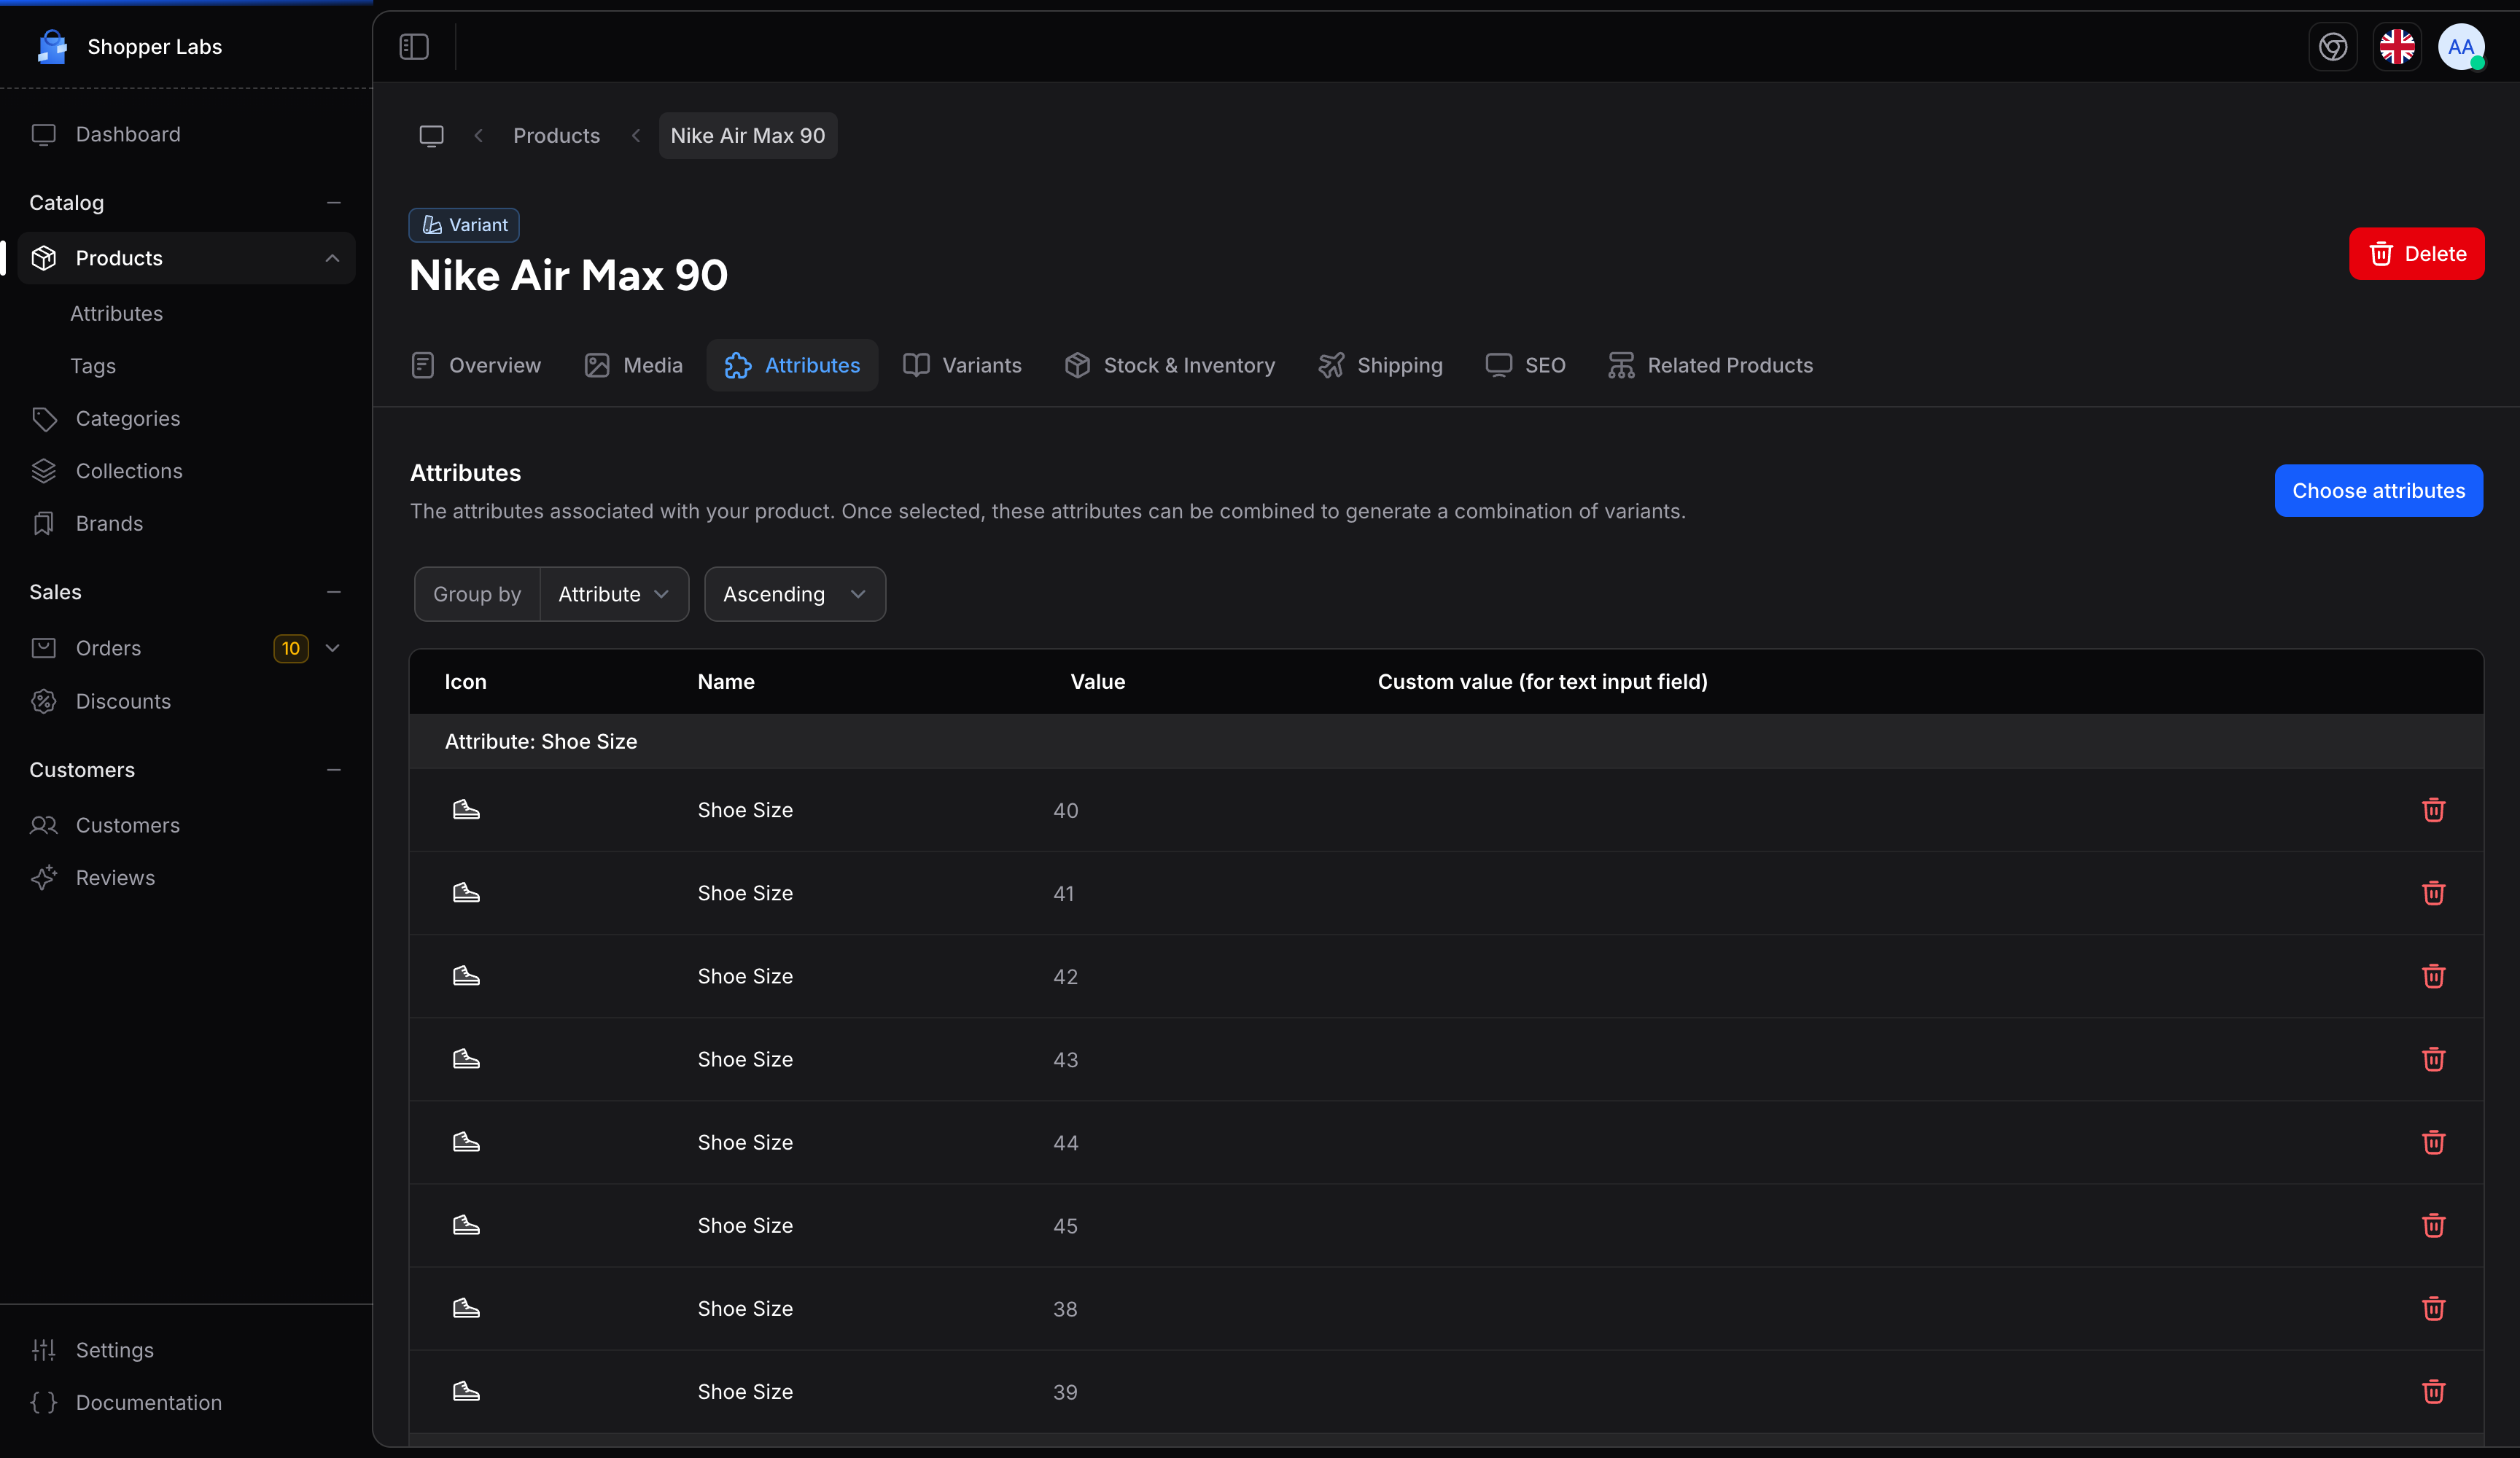 Shopper Labs
AA
Dashboard
Catalog
Products
Attributes
Tags
Categories
Collections
Brands
Sales
Orders 10
Discounts
Customers
Customers
Reviews
Settings
Documentation
Products Nike Air Max 90
Variant
Nike Air Max 90
Delete
Overview Media Attributes Variants Stock & Inventory Shipping SEO Related Products
Attributes
The attributes associated with your product. Once selected, these attributes can be combined to generate a combination of variants.
Choose attributes
Group by Attribute Ascending
Icon Name Value Custom value (for text input field)
Attribute: Shoe Size
Shoe Size 40
Shoe Size 41
Shoe Size 42
Shoe Size 43
Shoe Size 44
Shoe Size 45
Shoe Size 38
Shoe Size 39